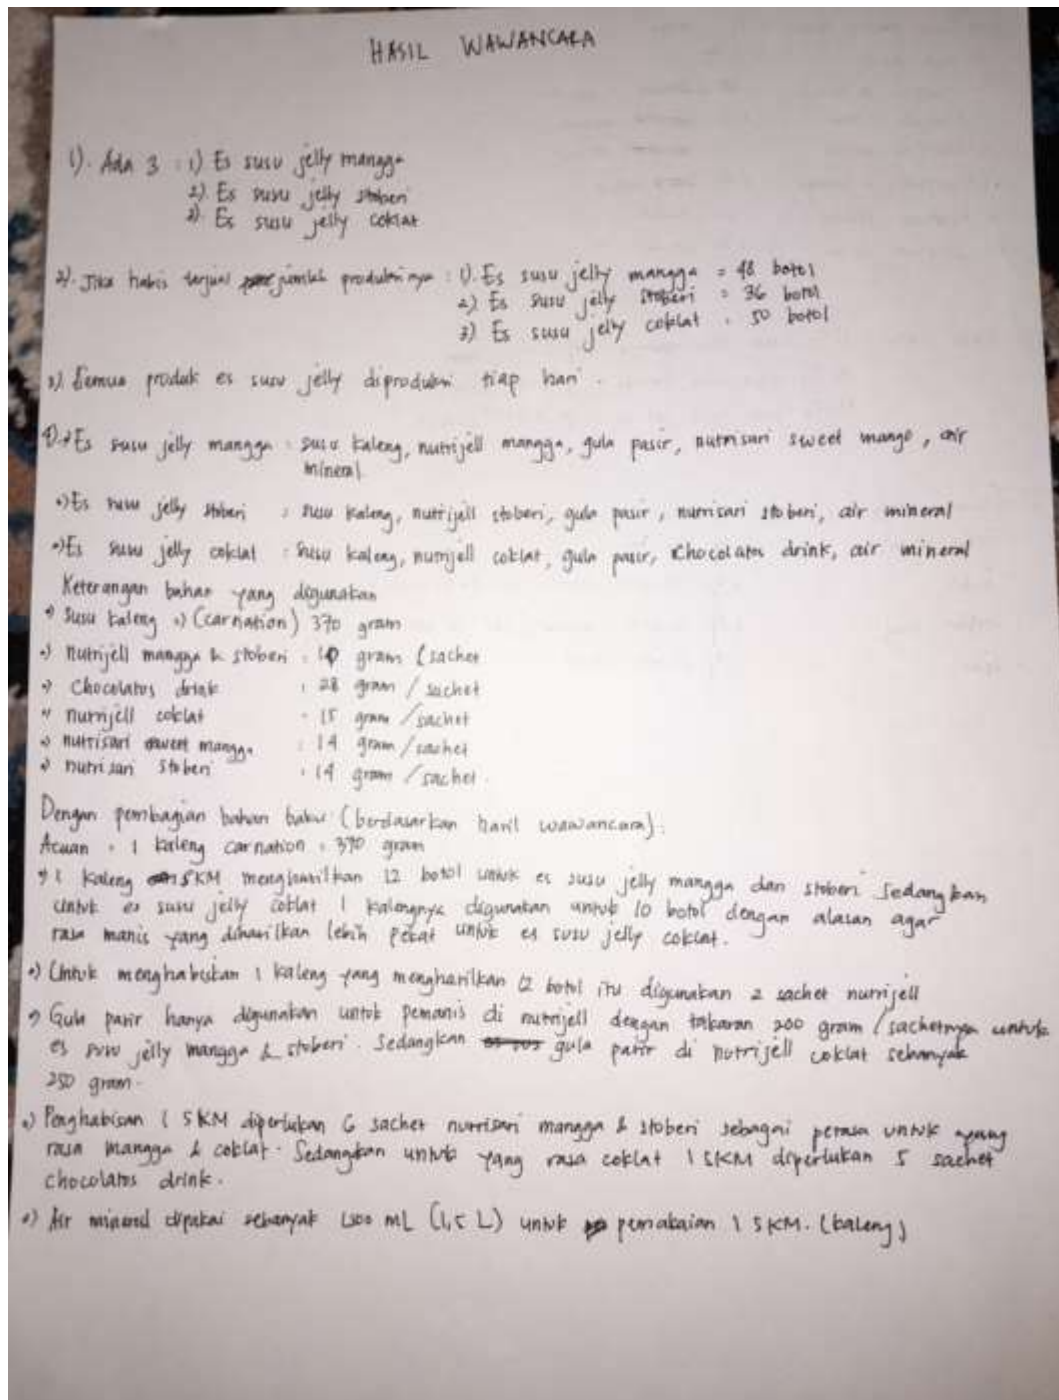 HASIL WAWANCARA
1). Ada 3 : 1) Es susu jelly mangga
2). Es susu jelly stoberi
3). Es susu jelly coklat
2). Jika habis terjual jumlah produksinya : 1). Es susu jelly mangga = 48 botol
2) Es susu jelly stoberi = 36 botol
3) Es susu jelly coklat = 50 botol
3). Semua produk es susu jelly diproduksi tiap hari.
4). Es susu jelly mangga : susu kaleng, nutrijell mangga, gula pasir, nutrisari sweet mango, air
mineral
Es susu jelly stoberi : susu kaleng, nutrijell stoberi, gula pasir, nutrisari stoberi, air mineral
Es susu jelly coklat : susu kaleng, nutrijell coklat, gula pasir, Chocolatos drink, air mineral
Keterangan bahan yang digunakan
Susu kaleng (carnation) 370 gram
Nutrijell mangga & stoberi : gram / sachet
Chocolatos drink : 28 gram / sachet
nutrijell coklat : 15 gram / sachet
nutrisari sweet mangga : 14 gram / sachet
nutrisari stoberi : 14 gram / sachet.
Dengan pembagian bahan baku (berdasarkan hasil wawancara) :
Acuan : 1 kaleng carnation = 370 gram
1 kaleng SKM menghasilkan 12 botol untuk es susu jelly mangga dan stoberi Sedangkan
untuk es susu jelly coklat 1 kalengnya digunakan untuk 10 botol dengan alasan agar
rasa manis yang dihasilkan lebih pekat untuk es susu jelly coklat.
Untuk menghabiskan 1 kaleng yang menghasilkan 12 botol itu digunakan 2 sachet nutrijell
Gula pasir hanya digunakan untuk pemanis di nutrijell dengan takaran 200 gram / sachetnya untuk
es susu jelly mangga & stoberi. Sedangkan gula pasir di nutrijell coklat sebanyak
250 gram.
Penghabisan 1 SKM diperlukan 6 sachet nutrisari mangga & stoberi sebagai perasa untuk yang
rasa mangga & coklat. Sedangkan untuk yang rasa coklat 1 SKM diperlukan 5 sachet
chocolatos drink.
Air mineral dipakai sebanyak 1500 mL (1,5 L) untuk pemakaian 1 SKM. (kaleng)